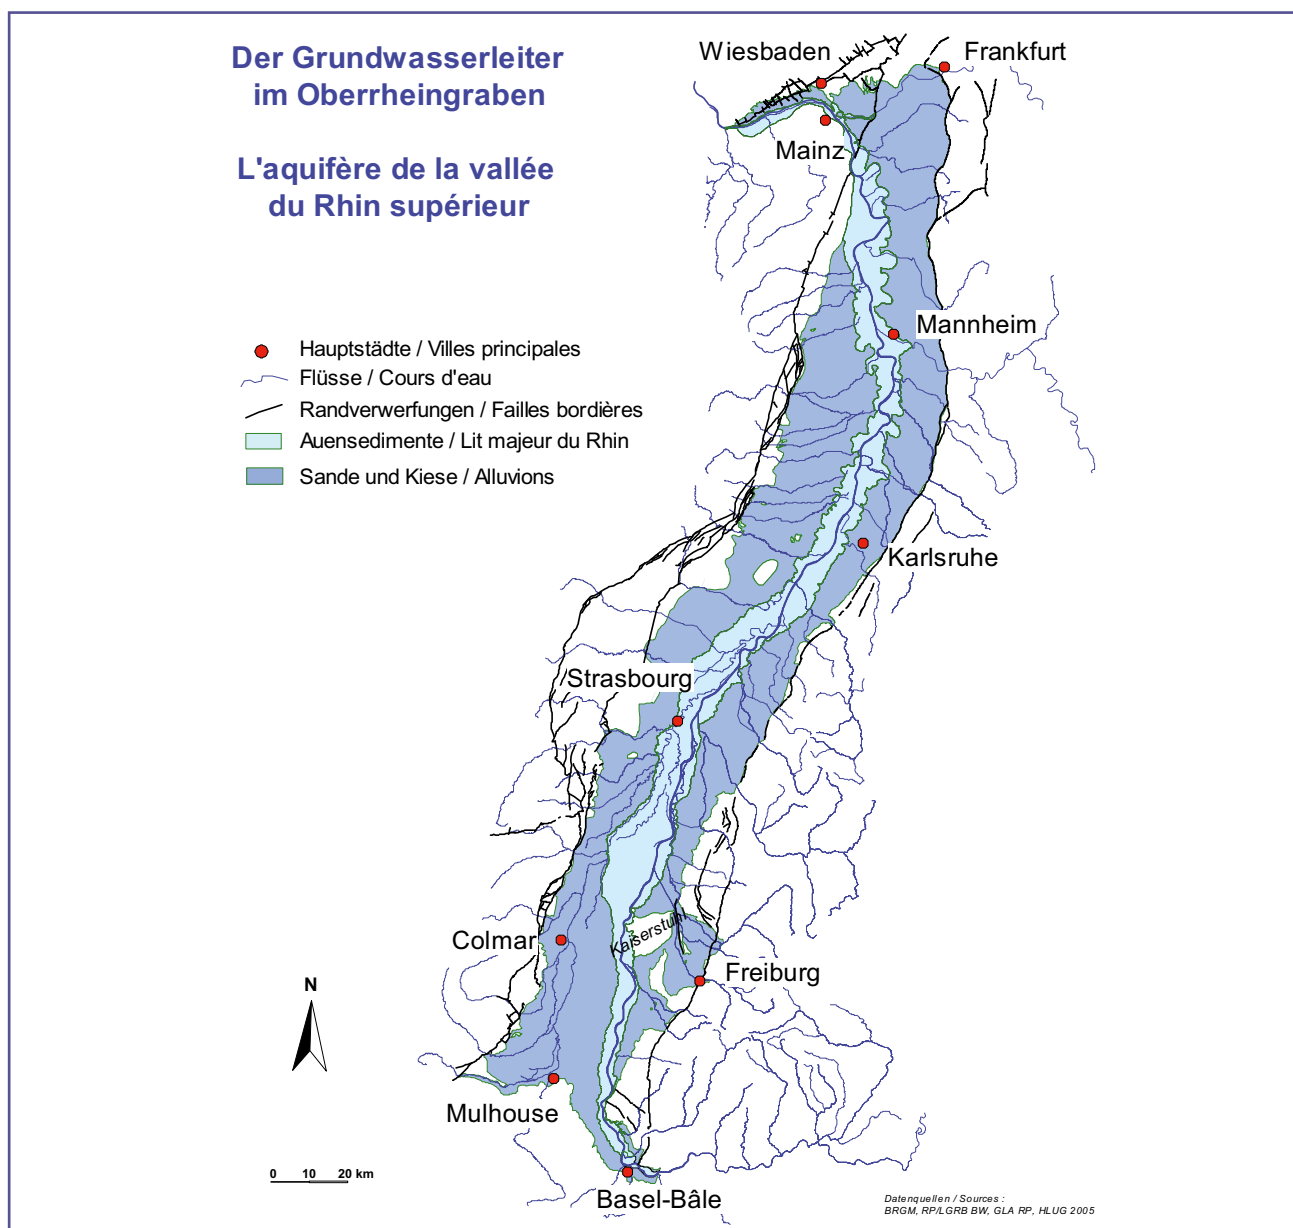 Der Grundwasserleiter
im Oberrheingraben
L'aquifère de la vallée
du Rhin supérieur
Hauptstädte / Villes principales
Flüsse / Cours d'eau
Randverwerfungen / Failles bordières
Auensedimente / Lit majeur du Rhin
Sande und Kiese / Alluvions
Wiesbaden
Frankfurt
Mainz
Mannheim
Karlsruhe
Strasbourg
Kaiserstuhl
Colmar
Freiburg
Mulhouse
Basel-Bâle
N
0 10 20 km
Datenquellen / Sources :
BRGM, RP/LGRB BW, GLA RP, HLUG 2005